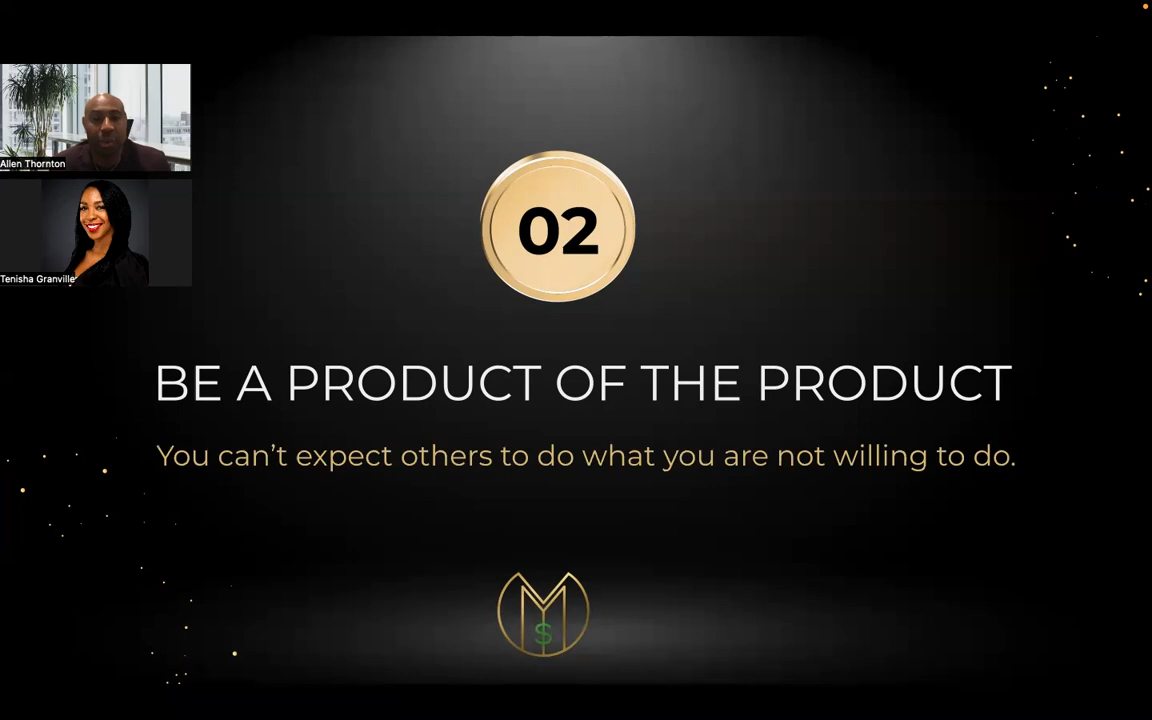 Allen Thornton
Tenisha Granville
02
BE A PRODUCT OF THE PRODUCT
You can’t expect others to do what you are not willing to do.
M
$